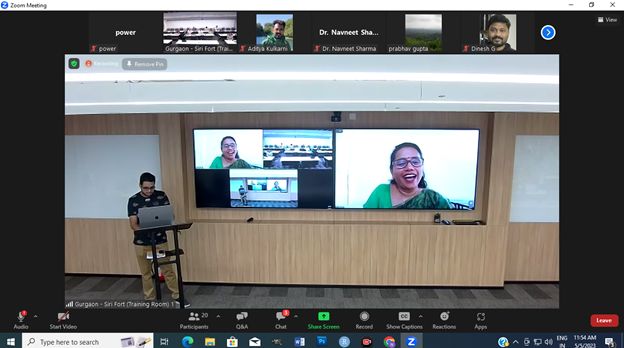 Zoom Meeting
View
power
power
Gurgaon - Siri Fort (Trai...
Aditya Kulkarni
Dr. Navneet Sha...
Dr. Navneet Sharma
prabhav gupta
Dinesh G
Recording
Remove Pin
Gurgaon - Siri Fort (Training Room) 1
Audio
Start Video
Participants
20
Q&A
Chat
Share Screen
Record
Show Captions
Reactions
Apps
Leave
Type here to search
ENG
IN
11:54 AM
5/5/2023